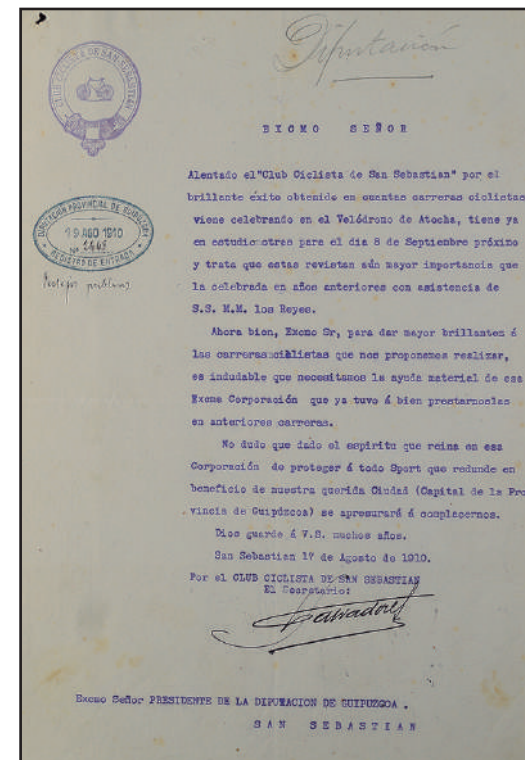 Diputación
CLUB CICLISTA DE SAN SEBASTIAN
EXCMO SEÑOR
Alentado el "Club Ciclista de San Sebastian" por el
brillante éxito obtenido en cuantas carreras ciclistas
viene celebrando en el Velódromo de Atocha, tiene ya
en estudio otras para el dia 8 de Septiembre próximo
y trata que estas revistan aún mayor importancia que
la celebrada en años anteriores con asistencia de
S.S. M.M. los Reyes.
DIPUTACIÓN PROVINCIAL DE GUIPUZCOA
19 AGO 1910
Nº 2468
REGISTRO DE ENTRADA
Festejos publicos
Ahora bien, Excmo Sr, para dar mayor brillantez á
las carreras ciclistas que nos proponemos realizar,
es indudable que necesitamos la ayuda material de esa
Excma Corporación que ya tuvo á bien prestarnoslas
en anteriores carreras.
No dudo que dado el espiritu que reina en esa
Corporación de proteger á todo Sport que redunde en
beneficio de nuestra querida Ciudad (Capital de la Pro
vincia de Guipúzcoa) se apresurará á complacernos.
Dios guarde á V.S. muchos años.
San Sebastian 17 de Agosto de 1910.
Por el CLUB CICLISTA DE SAN SEBASTIAN
El Secretario:
Salvadores
Excmo Señor PRESIDENTE DE LA DIPUTACION DE GUIPUZCOA .
SAN SEBASTIAN